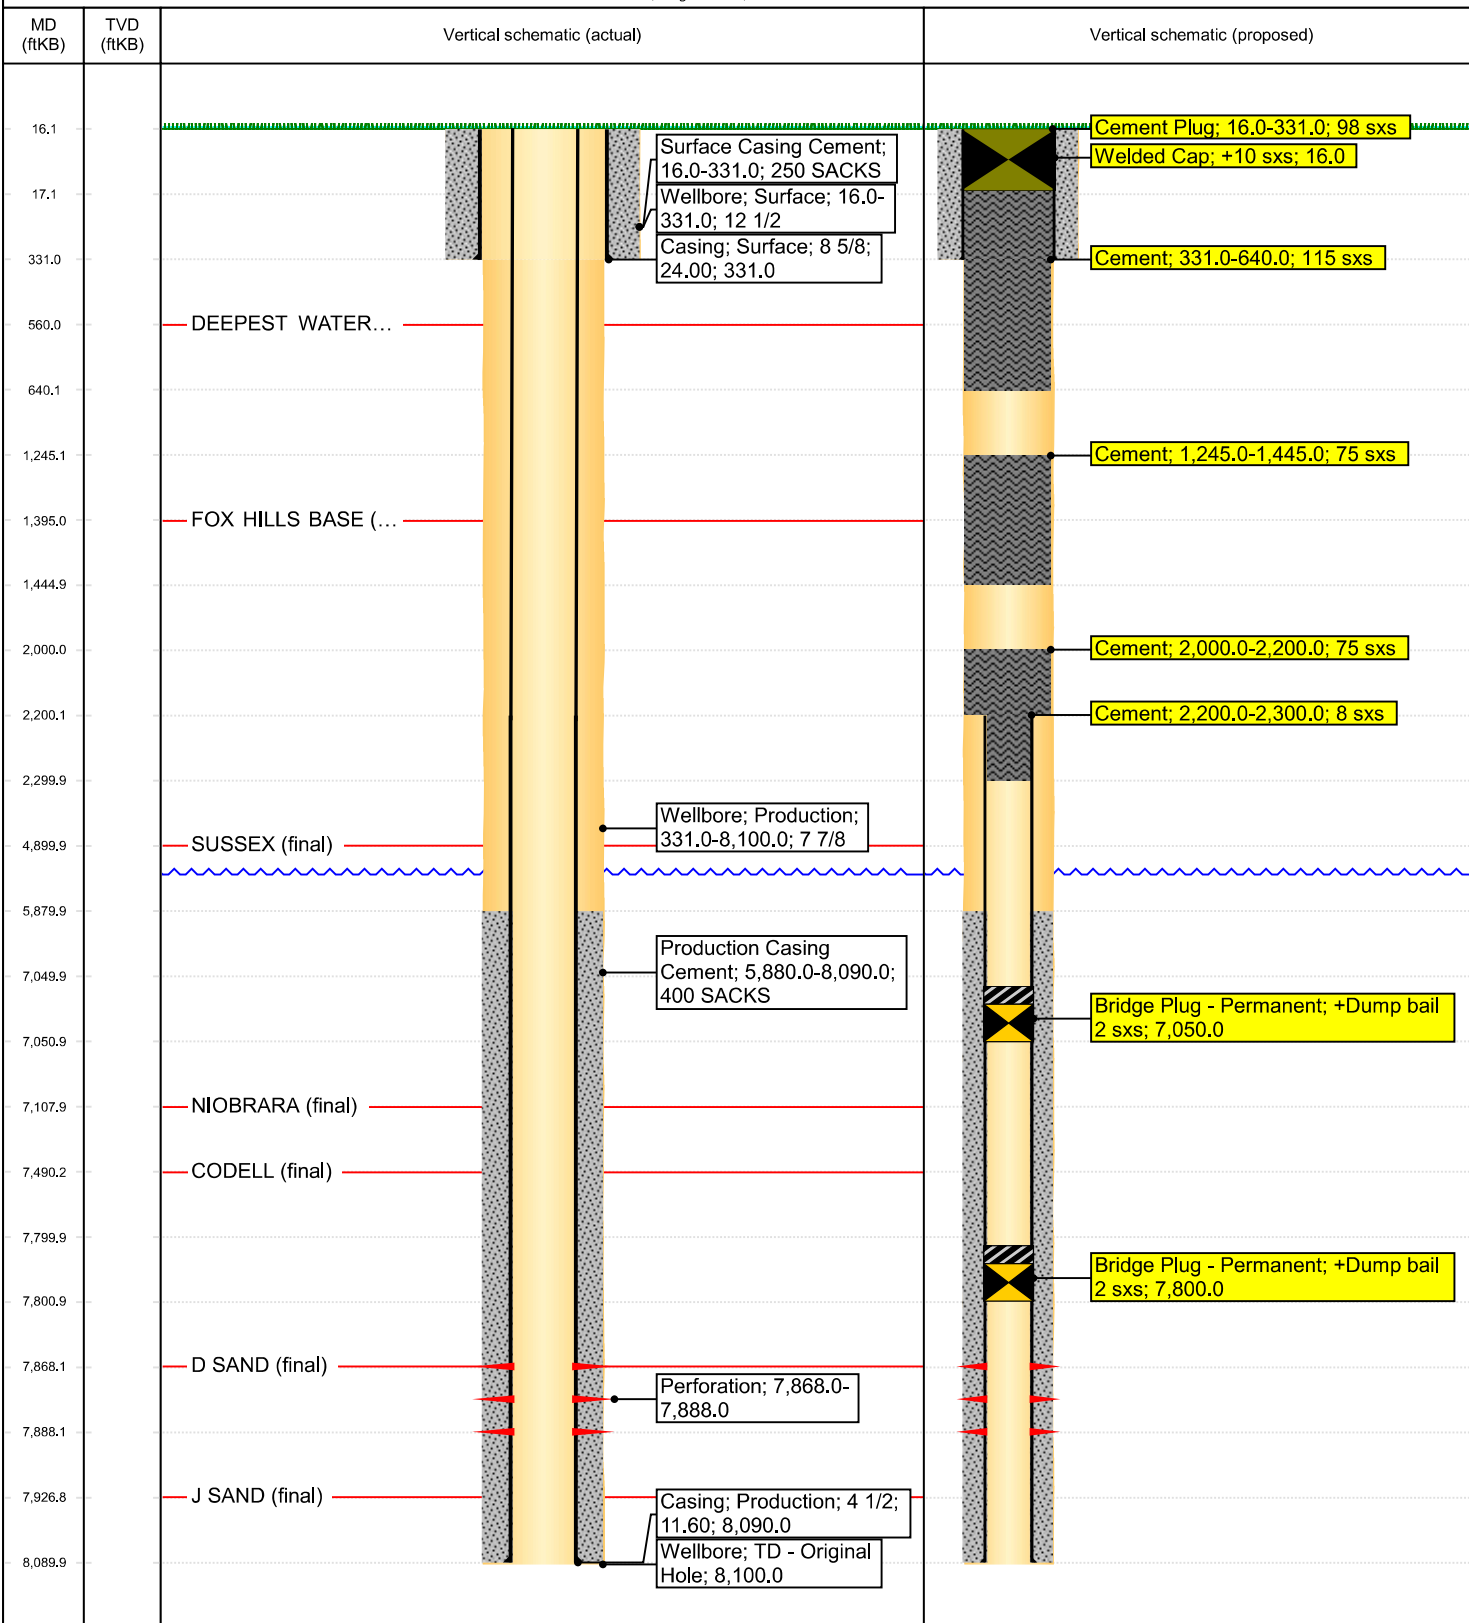 MD
(ftKB)
TVD
(ftKB)
Vertical schematic (actual)
Vertical schematic (proposed)
16.1
17.1
331.0
560.0
640.1
1,245.1
1,395.0
1,444.9
2,000.0
2,200.1
2,299.9
4,899.9
5,879.9
7,049.9
7,050.9
7,107.9
7,490.2
7,799.9
7,800.9
7,868.1
7,888.1
7,926.8
8,089.9
DEEPEST WATER…
FOX HILLS BASE (…
SUSSEX (final)
NIOBRARA (final)
CODELL (final)
D SAND (final)
J SAND (final)
Surface Casing Cement;
16.0-331.0; 250 SACKS
Wellbore; Surface; 16.0-
331.0; 12 1/2
Casing; Surface; 8 5/8;
24.00; 331.0
Wellbore; Production;
331.0-8,100.0; 7 7/8
Production Casing
Cement; 5,880.0-8,090.0;
400 SACKS
Perforation; 7,868.0-
7,888.0
Casing; Production; 4 1/2;
11.60; 8,090.0
Wellbore; TD - Original
Hole; 8,100.0
Cement Plug; 16.0-331.0; 98 sxs
Welded Cap; +10 sxs; 16.0
Cement; 331.0-640.0; 115 sxs
Cement; 1,245.0-1,445.0; 75 sxs
Cement; 2,000.0-2,200.0; 75 sxs
Cement; 2,200.0-2,300.0; 8 sxs
Bridge Plug - Permanent; +Dump bail
2 sxs; 7,050.0
Bridge Plug - Permanent; +Dump bail
2 sxs; 7,800.0